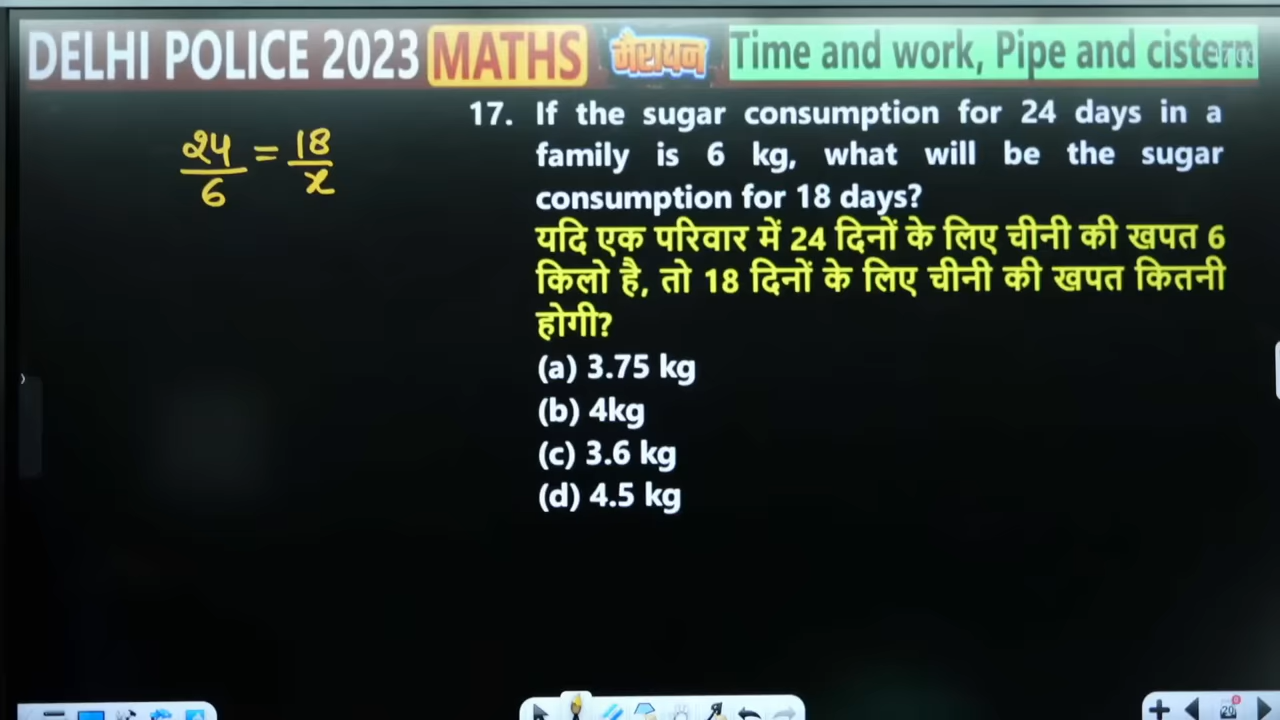 DELHI POLICE 2023 MATHS मैरायन Time and work, Pipe and cistern
17. If the sugar consumption for 24 days in a
family is 6 kg, what will be the sugar
consumption for 18 days?
यदि एक परिवार में 24 दिनों के लिए चीनी की खपत 6
किलो है, तो 18 दिनों के लिए चीनी की खपत कितनी
होगी?
(a) 3.75 kg
(b) 4kg
(c) 3.6 kg
(d) 4.5 kg
24/6 = 18/x